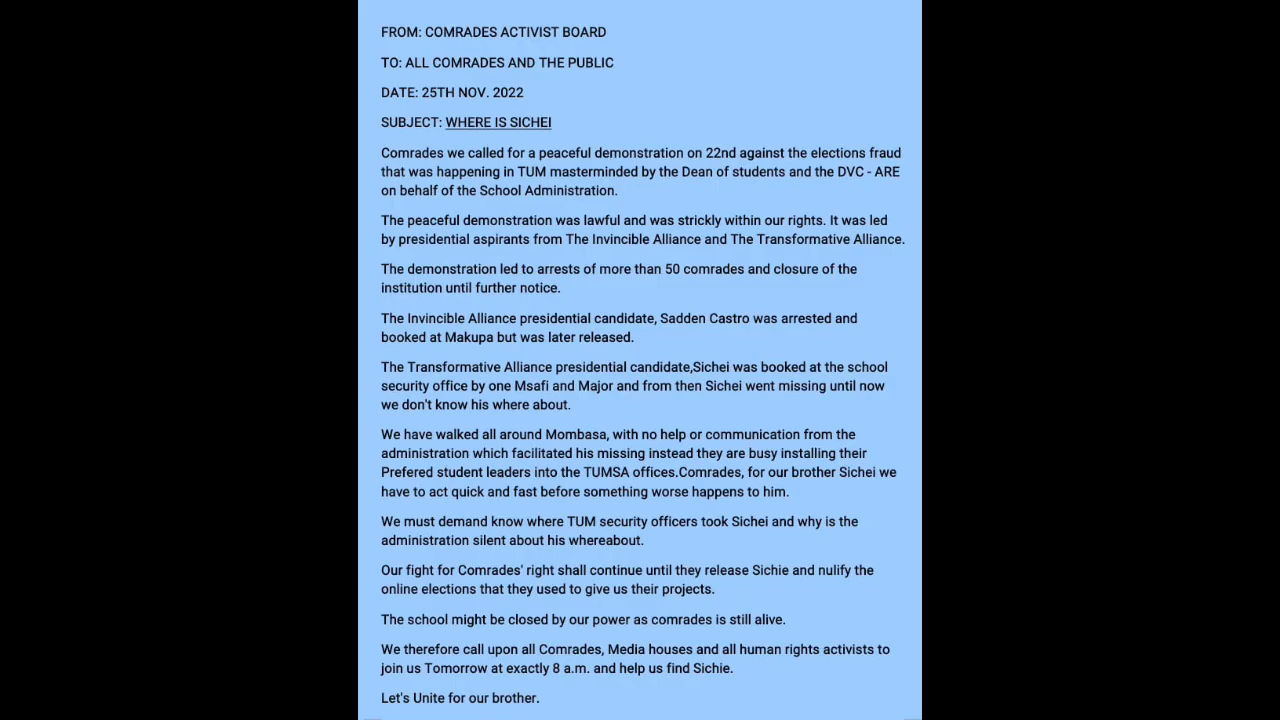 FROM: COMRADES ACTIVIST BOARD
TO: ALL COMRADES AND THE PUBLIC
DATE: 25TH NOV. 2022
SUBJECT: WHERE IS SICHEI
Comrades we called for a peaceful demonstration on 22nd against the elections fraud
that was happening in TUM masterminded by the Dean of students and the DVC - ARE
on behalf of the School Administration.
The peaceful demonstration was lawful and was strickly within our rights. It was led
by presidential aspirants from The Invincible Alliance and The Transformative Alliance.
The demonstration led to arrests of more than 50 comrades and closure of the
institution until further notice.
The Invincible Alliance presidential candidate, Sadden Castro was arrested and
booked at Makupa but was later released.
The Transformative Alliance presidential candidate,Sichei was booked at the school
security office by one Msafi and Major and from then Sichei went missing until now
we don't know his where about.
We have walked all around Mombasa, with no help or communication from the
administration which facilitated his missing instead they are busy installing their
Prefered student leaders into the TUMSA offices.Comrades, for our brother Sichei we
have to act quick and fast before something worse happens to him.
We must demand know where TUM security officers took Sichei and why is the
administration silent about his whereabout.
Our fight for Comrades' right shall continue until they release Sichie and nulify the
online elections that they used to give us their projects.
The school might be closed by our power as comrades is still alive.
We therefore call upon all Comrades, Media houses and all human rights activists to
join us Tomorrow at exactly 8 a.m. and help us find Sichie.
Let's Unite for our brother.